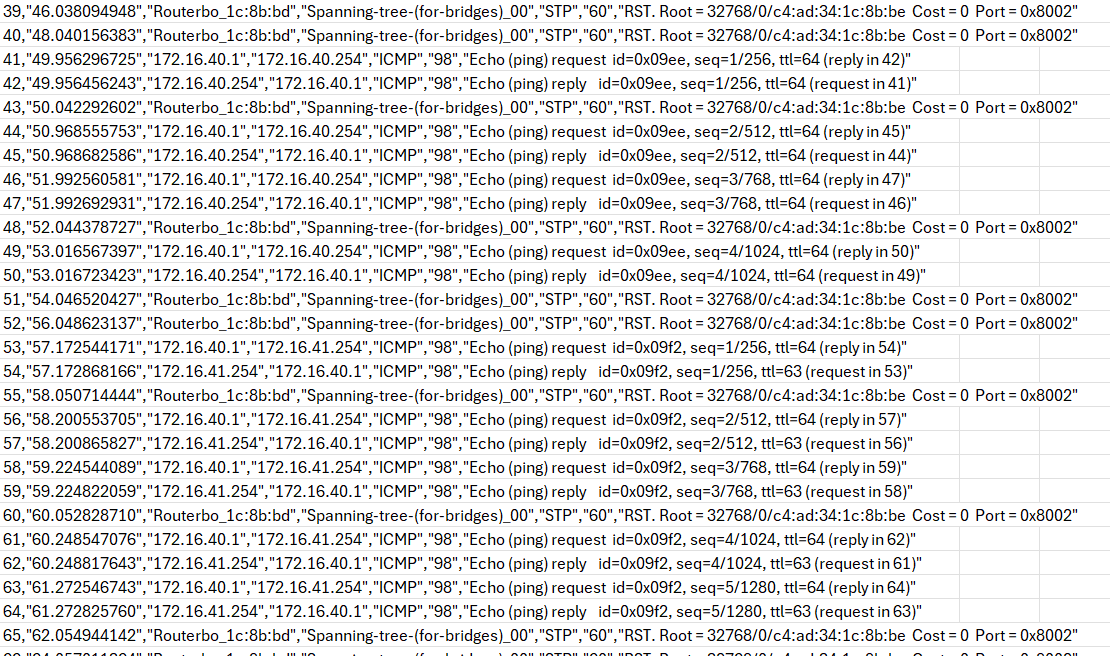 39,"46.038094948","Routerbo_1c:8b:bd","Spanning-tree-(for-bridges)_00","STP","60","RST. Root = 32768/0/c4:ad:34:1c:8b:be  Cost = 0  Port = 0x8002"
40,"48.040156383","Routerbo_1c:8b:bd","Spanning-tree-(for-bridges)_00","STP","60","RST. Root = 32768/0/c4:ad:34:1c:8b:be  Cost = 0  Port = 0x8002"
41,"49.956296725","172.16.40.1","172.16.40.254","ICMP","98","Echo (ping) request  id=0x09ee, seq=1/256, ttl=64 (reply in 42)"
42,"49.956456243","172.16.40.254","172.16.40.1","ICMP","98","Echo (ping) reply    id=0x09ee, seq=1/256, ttl=64 (request in 41)"
43,"50.042292602","Routerbo_1c:8b:bd","Spanning-tree-(for-bridges)_00","STP","60","RST. Root = 32768/0/c4:ad:34:1c:8b:be  Cost = 0  Port = 0x8002"
44,"50.968555753","172.16.40.1","172.16.40.254","ICMP","98","Echo (ping) request  id=0x09ee, seq=2/512, ttl=64 (reply in 45)"
45,"50.968682586","172.16.40.254","172.16.40.1","ICMP","98","Echo (ping) reply    id=0x09ee, seq=2/512, ttl=64 (request in 44)"
46,"51.992560581","172.16.40.1","172.16.40.254","ICMP","98","Echo (ping) request  id=0x09ee, seq=3/768, ttl=64 (reply in 47)"
47,"51.992692931","172.16.40.254","172.16.40.1","ICMP","98","Echo (ping) reply    id=0x09ee, seq=3/768, ttl=64 (request in 46)"
48,"52.044378727","Routerbo_1c:8b:bd","Spanning-tree-(for-bridges)_00","STP","60","RST. Root = 32768/0/c4:ad:34:1c:8b:be  Cost = 0  Port = 0x8002"
49,"53.016567397","172.16.40.1","172.16.40.254","ICMP","98","Echo (ping) request  id=0x09ee, seq=4/1024, ttl=64 (reply in 50)"
50,"53.016723423","172.16.40.254","172.16.40.1","ICMP","98","Echo (ping) reply    id=0x09ee, seq=4/1024, ttl=64 (request in 49)"
51,"54.046520427","Routerbo_1c:8b:bd","Spanning-tree-(for-bridges)_00","STP","60","RST. Root = 32768/0/c4:ad:34:1c:8b:be  Cost = 0  Port = 0x8002"
52,"56.048623137","Routerbo_1c:8b:bd","Spanning-tree-(for-bridges)_00","STP","60","RST. Root = 32768/0/c4:ad:34:1c:8b:be  Cost = 0  Port = 0x8002"
53,"57.172544171","172.16.40.1","172.16.41.254","ICMP","98","Echo (ping) request  id=0x09f2, seq=1/256, ttl=64 (reply in 54)"
54,"57.172868166","172.16.41.254","172.16.40.1","ICMP","98","Echo (ping) reply    id=0x09f2, seq=1/256, ttl=63 (request in 53)"
55,"58.050714444","Routerbo_1c:8b:bd","Spanning-tree-(for-bridges)_00","STP","60","RST. Root = 32768/0/c4:ad:34:1c:8b:be  Cost = 0  Port = 0x8002"
56,"58.200553705","172.16.40.1","172.16.41.254","ICMP","98","Echo (ping) request  id=0x09f2, seq=2/512, ttl=64 (reply in 57)"
57,"58.200865827","172.16.41.254","172.16.40.1","ICMP","98","Echo (ping) reply    id=0x09f2, seq=2/512, ttl=63 (request in 56)"
58,"59.224544089","172.16.40.1","172.16.41.254","ICMP","98","Echo (ping) request  id=0x09f2, seq=3/768, ttl=64 (reply in 59)"
59,"59.224822059","172.16.41.254","172.16.40.1","ICMP","98","Echo (ping) reply    id=0x09f2, seq=3/768, ttl=63 (request in 58)"
60,"60.052828710","Routerbo_1c:8b:bd","Spanning-tree-(for-bridges)_00","STP","60","RST. Root = 32768/0/c4:ad:34:1c:8b:be  Cost = 0  Port = 0x8002"
61,"60.248547076","172.16.40.1","172.16.41.254","ICMP","98","Echo (ping) request  id=0x09f2, seq=4/1024, ttl=64 (reply in 62)"
62,"60.248817643","172.16.41.254","172.16.40.1","ICMP","98","Echo (ping) reply    id=0x09f2, seq=4/1024, ttl=63 (request in 61)"
63,"61.272546743","172.16.40.1","172.16.41.254","ICMP","98","Echo (ping) request  id=0x09f2, seq=5/1280, ttl=64 (reply in 64)"
64,"61.272825760","172.16.41.254","172.16.40.1","ICMP","98","Echo (ping) reply    id=0x09f2, seq=5/1280, ttl=63 (request in 63)"
65,"62.054944142","Routerbo_1c:8b:bd","Spanning-tree-(for-bridges)_00","STP","60","RST. Root = 32768/0/c4:ad:34:1c:8b:be  Cost = 0  Port = 0x8002"